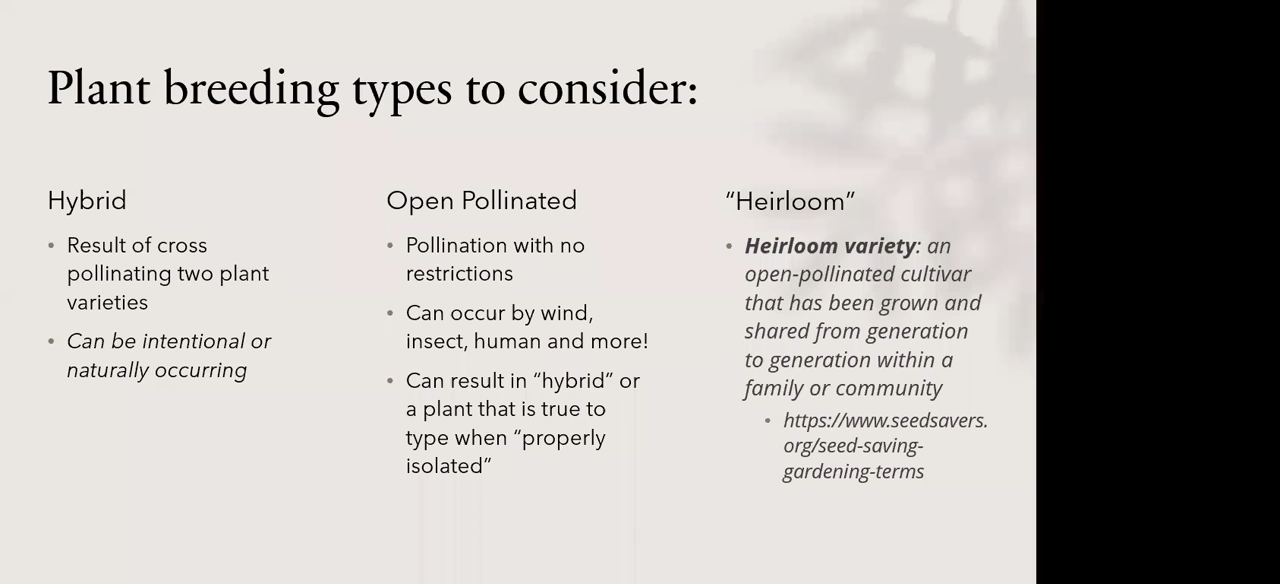 Plant breeding types to consider:
Hybrid
• Result of cross
pollinating two plant
varieties
• Can be intentional or
naturally occurring
Open Pollinated
• Pollination with no
restrictions
• Can occur by wind,
insect, human and more!
• Can result in “hybrid” or
a plant that is true to
type when “properly
isolated”
“Heirloom”
• Heirloom variety: an
open-pollinated cultivar
that has been grown and
shared from generation
to generation within a
family or community
• https://www.seedsavers.
org/seed-saving-
gardening-terms